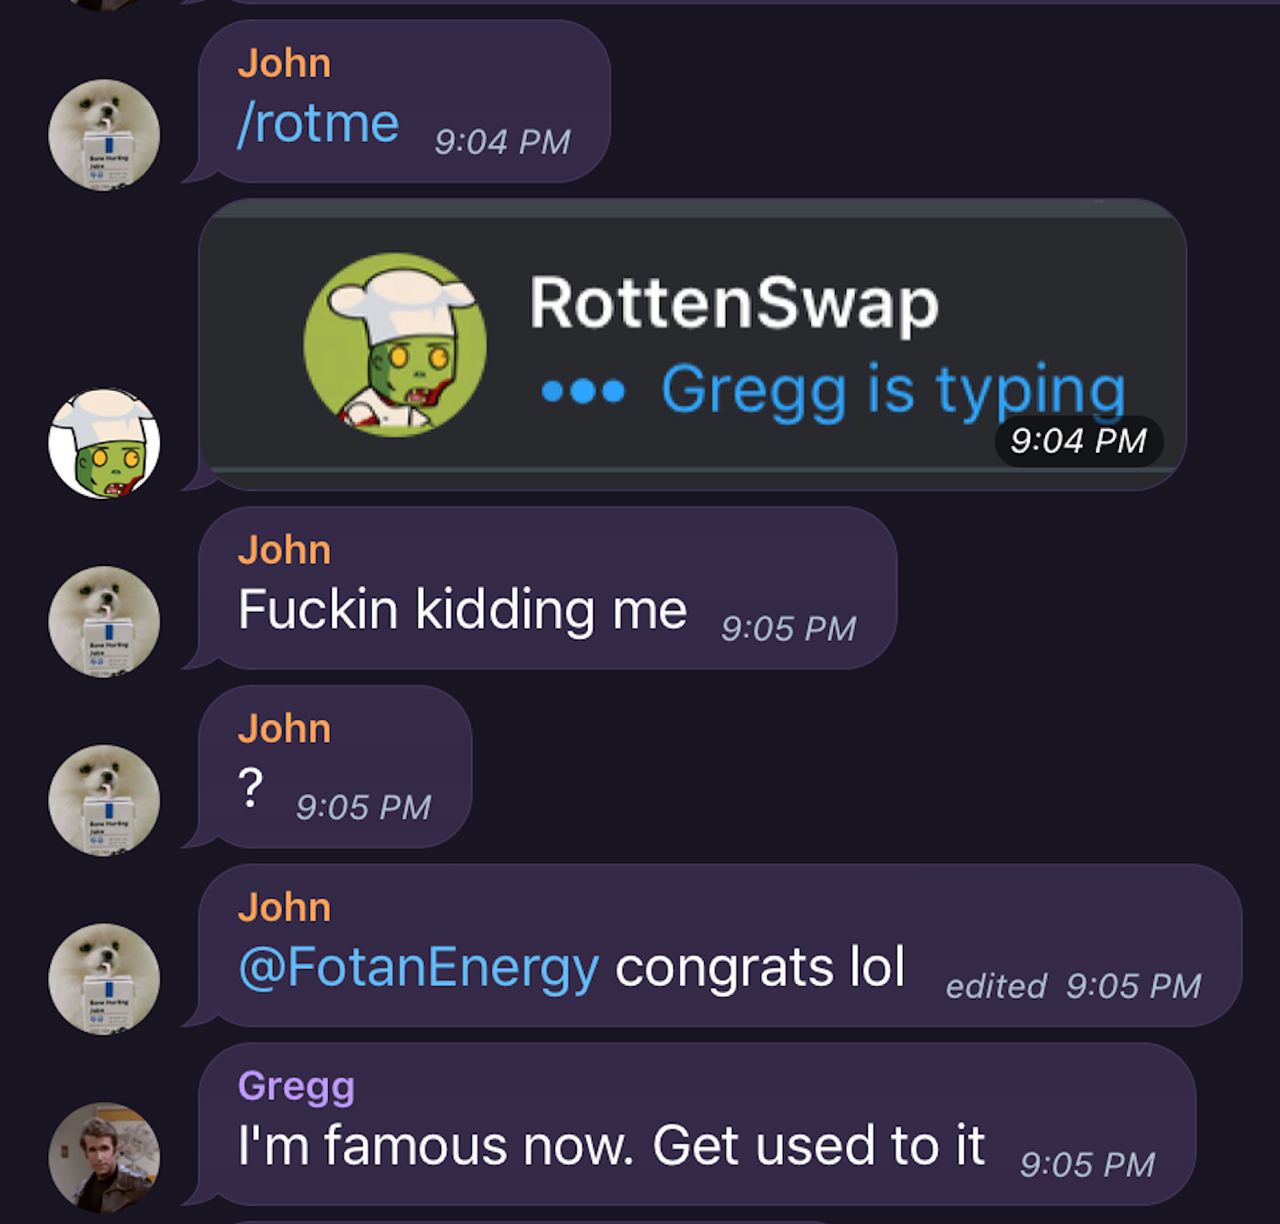 John
/rotme 9:04 PM
RottenSwap
Gregg is typing
9:04 PM
John
Fuckin kidding me 9:05 PM
John
? 9:05 PM
John
@FotanEnergy congrats lol edited 9:05 PM
Gregg
I'm famous now. Get used to it 9:05 PM